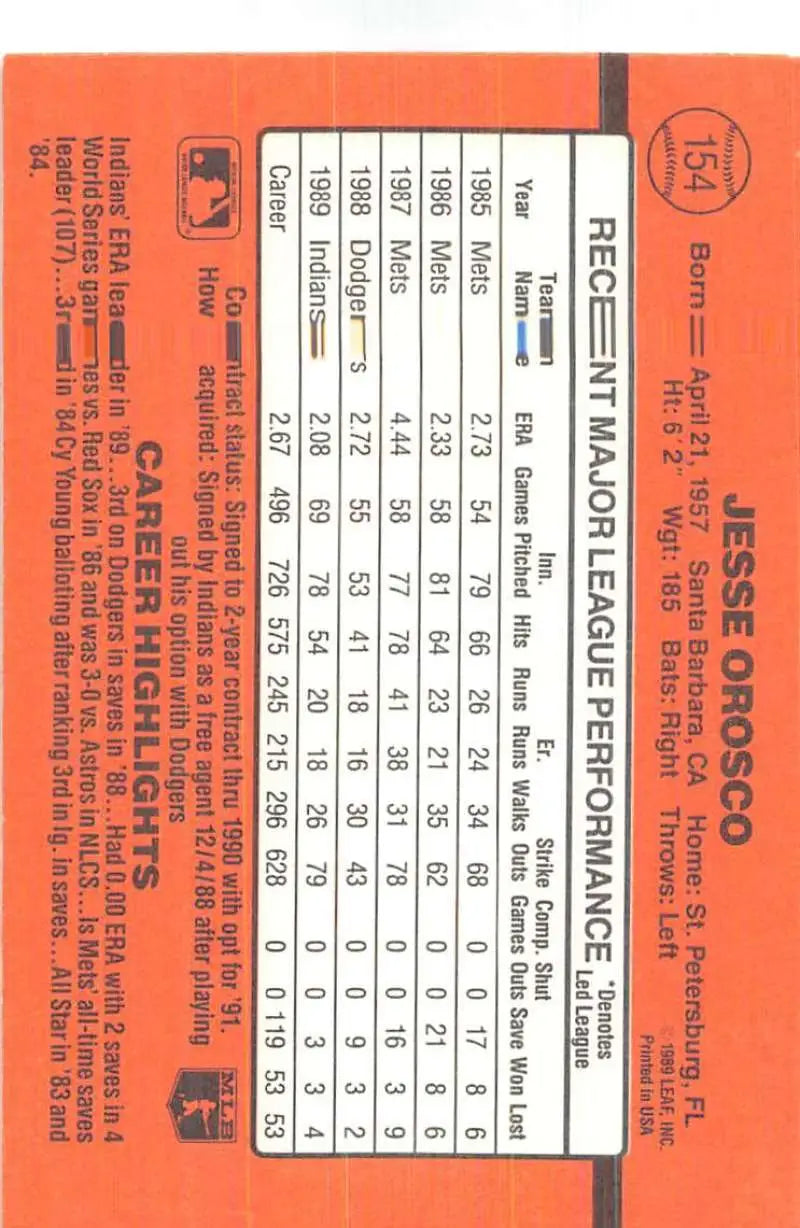 154
JESSE OROSCO
Born: April 21, 1957 Santa Barbara, CA Home: St. Petersburg, FL
Ht: 6' 2" Wgt: 185 Bats: Right Throws: Left
© 1989 LEAF, INC.
Printed in USA
RECENT MAJOR LEAGUE PERFORMANCE *Denotes Led League
Team Inn. Er. Strike Comp. Shut
Year Name ERA Games Pitched Hits Runs Runs Walks Outs Games Outs Save Won Lost
1985 Mets 2.73 54 79 66 26 24 34 68 0 0 17 8 6
1986 Mets 2.33 58 81 64 23 21 35 62 0 0 21 8 6
1987 Mets 4.44 58 77 78 41 38 31 78 0 0 16 3 9
1988 Dodgers 2.72 55 53 41 18 16 30 43 0 0 9 3 2
1989 Indians 2.08 69 78 54 20 18 26 79 0 0 3 3 4
Career 2.67 496 726 575 245 215 296 628 0 0 119 53 53
Contract status: Signed to 2-year contract thru 1990 with opt for '91.
How acquired: Signed by Indians as a free agent 12/4/88 after playing
out his option with Dodgers
MLB
CAREER HIGHLIGHTS
Indians' ERA leader in '89...3rd on Dodgers in saves in '88...Had 0.00 ERA with 2 saves in 4
World Series games vs. Red Sox in '86 and was 3-0 vs. Astros in NLCS...is Mets' all-time saves
leader (107)...3rd in '84 Cy Young balloting after ranking 3rd in lg. in saves...All Star in '83 and
'84.